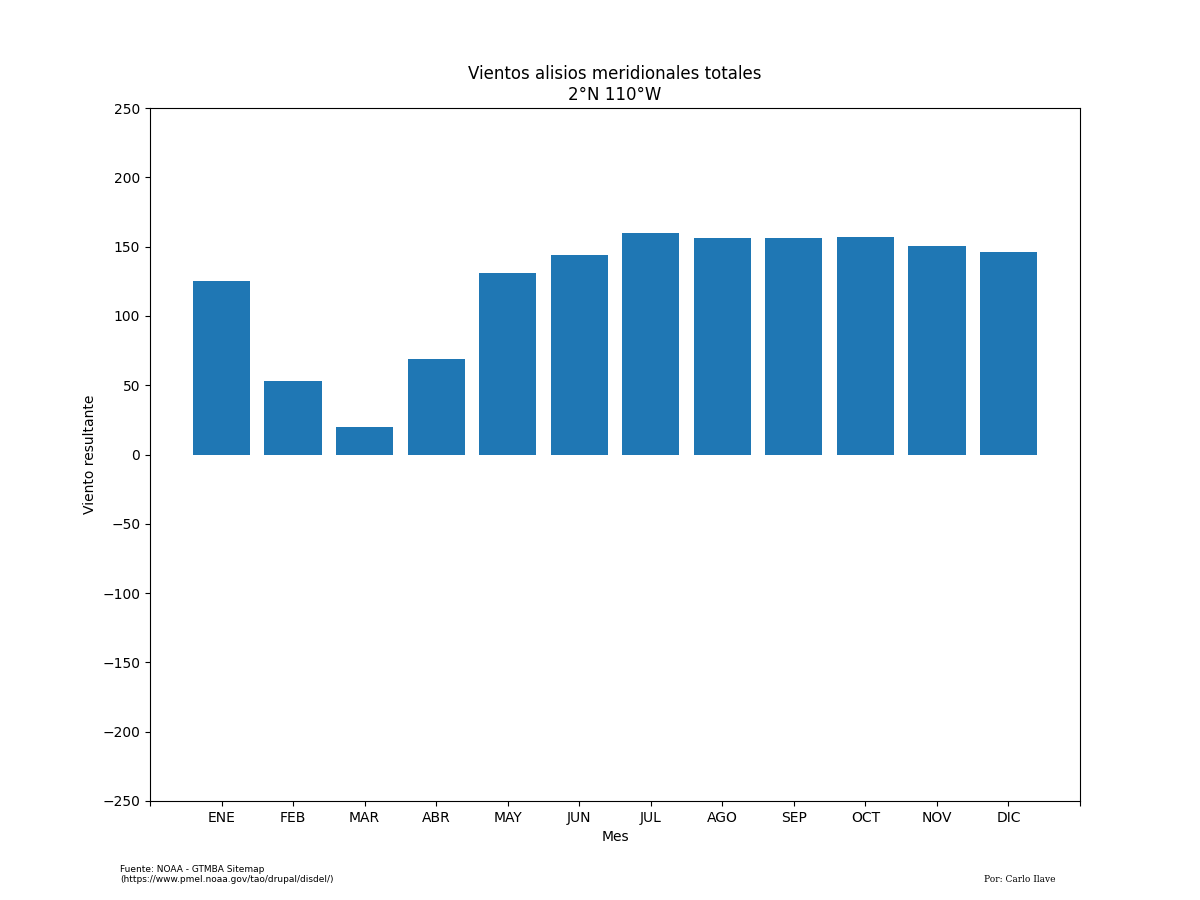 Vientos alisios meridionales totales
2°N 110°W
250
200
150
100
50
0
−50
−100
−150
−200
−250
Viento resultante
ENE FEB MAR ABR MAY JUN JUL AGO SEP OCT NOV DIC
Mes
Fuente: NOAA - GTMBA Sitemap
(https://www.pmel.noaa.gov/tao/drupal/disdel/)
Por: Carlo Ilave